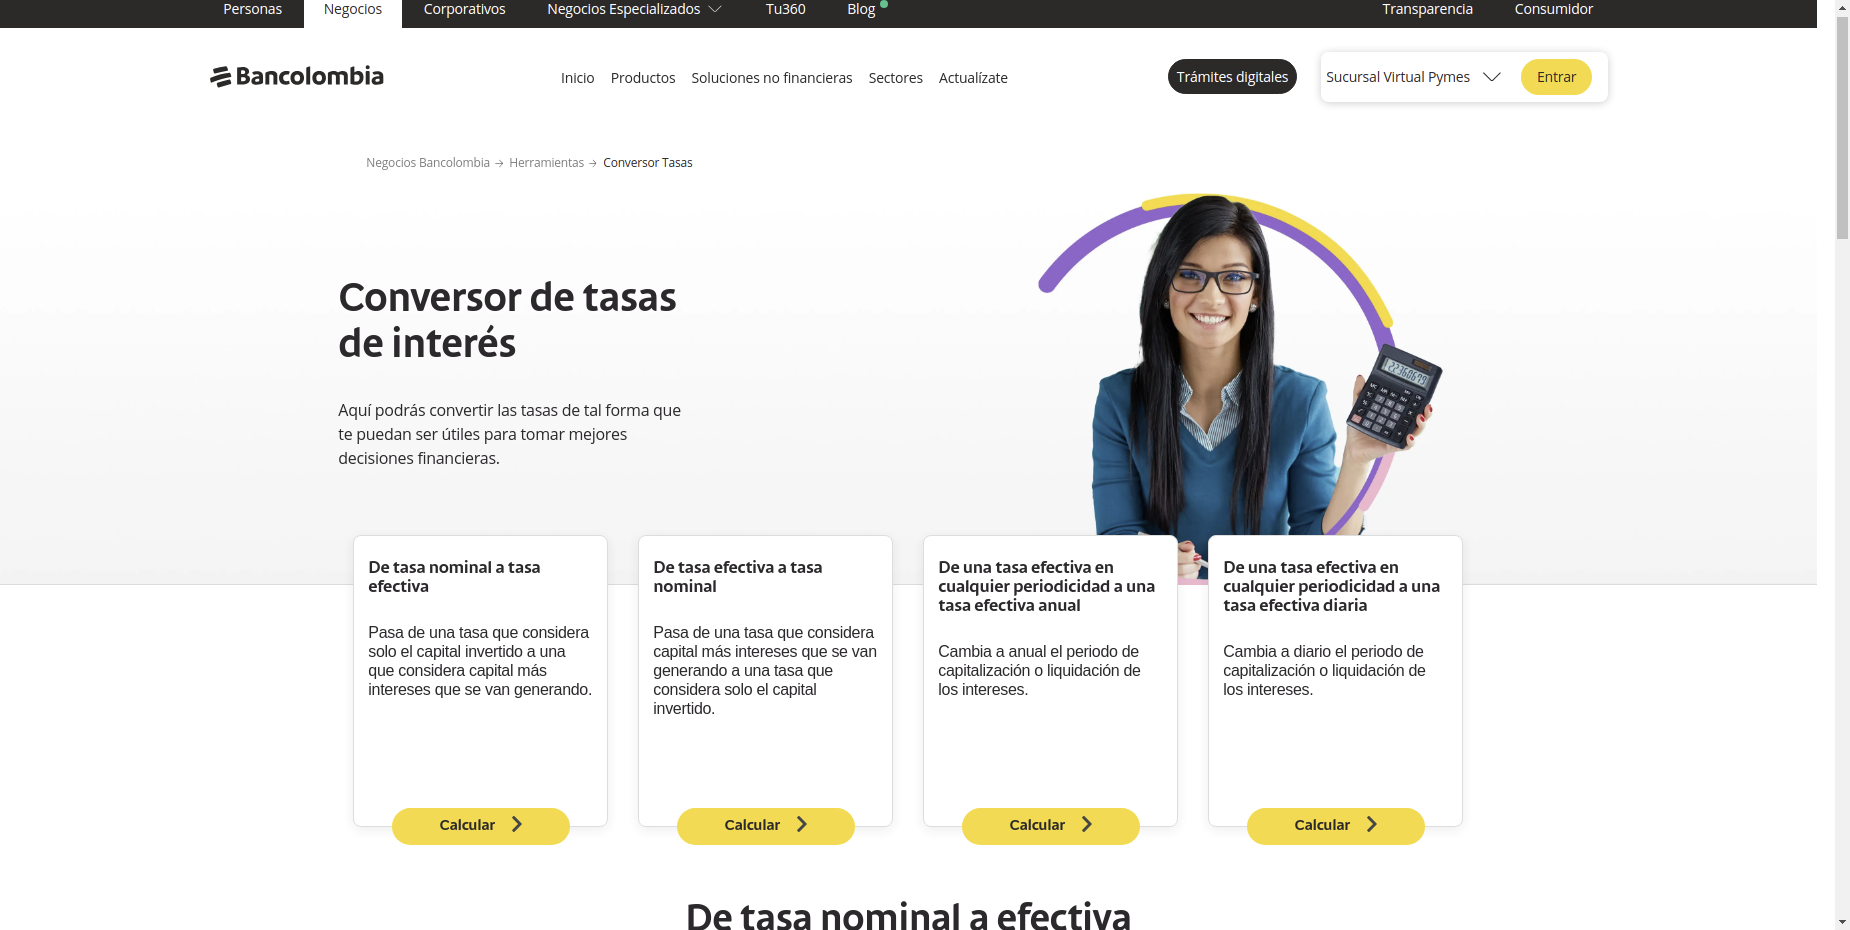 Personas Negocios Corporativos Negocios Especializados Tu360 Blog Transparencia Consumidor
Bancolombia Inicio Productos Soluciones no financieras Sectores Actualízate Trámites digitales Sucursal Virtual Pymes Entrar
Negocios Bancolombia → Herramientas → Conversor Tasas
Conversor de tasas
de interés
Aquí podrás convertir las tasas de tal forma que
te puedan ser útiles para tomar mejores
decisiones financieras.
De tasa nominal a tasa
efectiva
Pasa de una tasa que considera
solo el capital invertido a una
que considera capital más
intereses que se van generando.
Calcular
De tasa efectiva a tasa
nominal
Pasa de una tasa que considera
capital más intereses que se van
generando a una tasa que
considera solo el capital
invertido.
Calcular
De una tasa efectiva en
cualquier periodicidad a una
tasa efectiva anual
Cambia a anual el periodo de
capitalización o liquidación de
los intereses.
Calcular
De una tasa efectiva en
cualquier periodicidad a una
tasa efectiva diaria
Cambia a diario el periodo de
capitalización o liquidación de
los intereses.
Calcular
De tasa nominal a efectiva